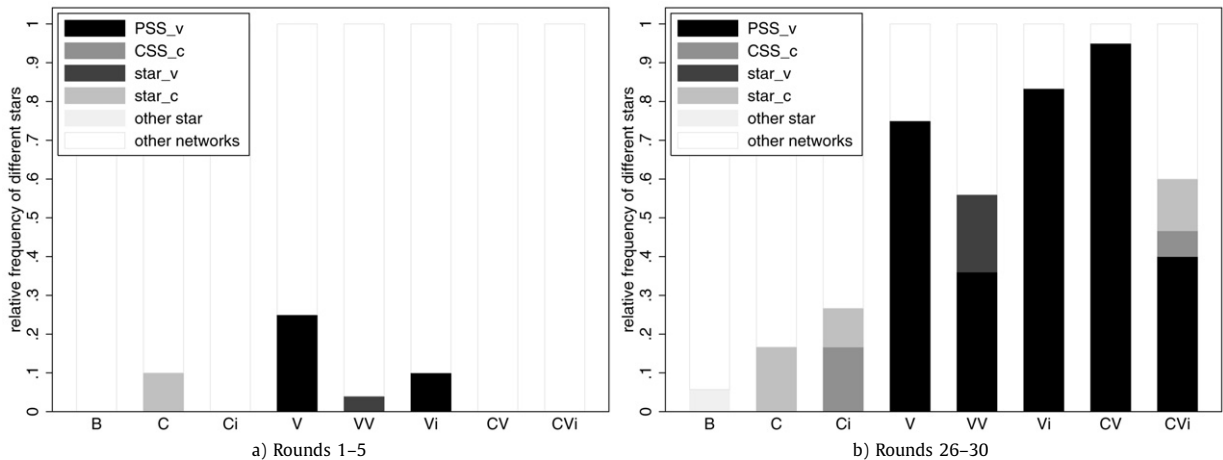 relative frequency of different stars
1
.9
.8
.7
.6
.5
.4
.3
.2
.1
0
PSS_v
CSS_c
star_v
star_c
other star
other networks
B C Ci V VV Vi CV CVi
a) Rounds 1–5
relative frequency of different stars
1
.9
.8
.7
.6
.5
.4
.3
.2
.1
0
PSS_v
CSS_c
star_v
star_c
other star
other networks
B C Ci V VV Vi CV CVi
b) Rounds 26–30